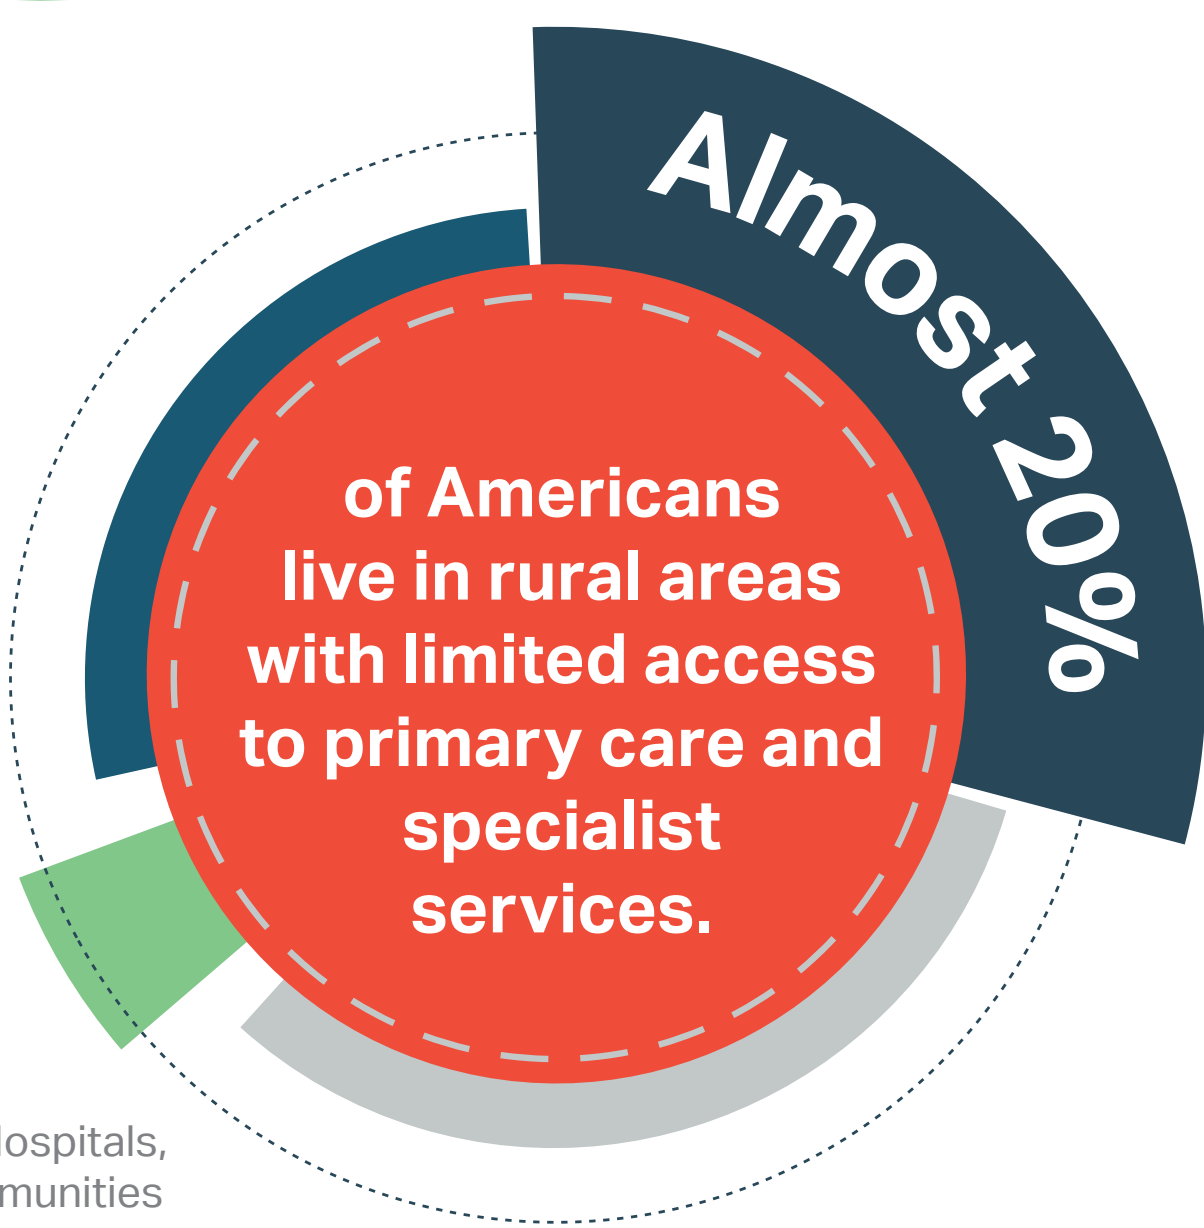 Almost 20%
of Americans
live in rural areas
with limited access
to primary care and
specialist
services.